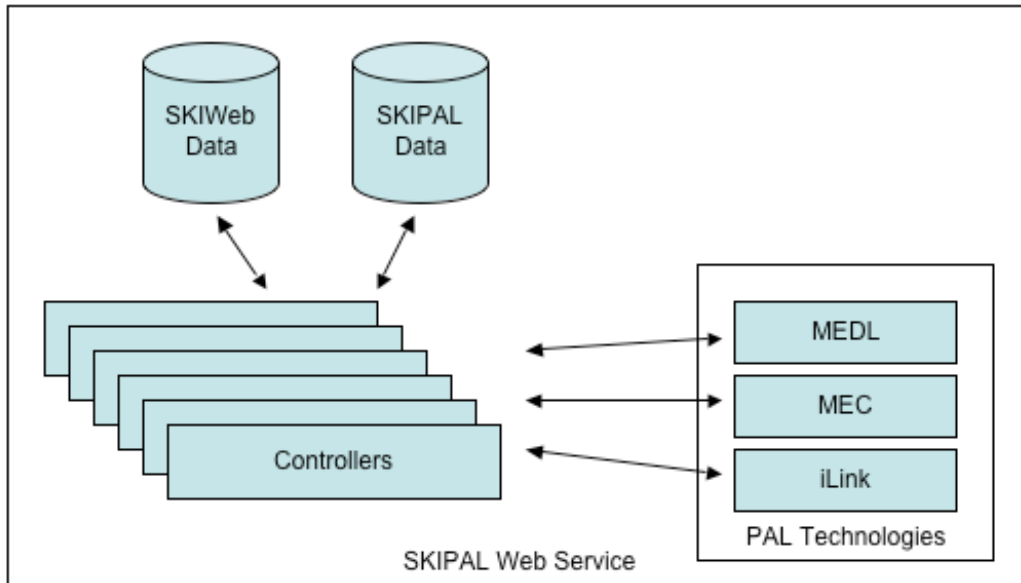 SKIWeb
Data
SKIPAL
Data
MEDL
MEC
Controllers
iLink
PAL Technologies
SKIPAL Web Service